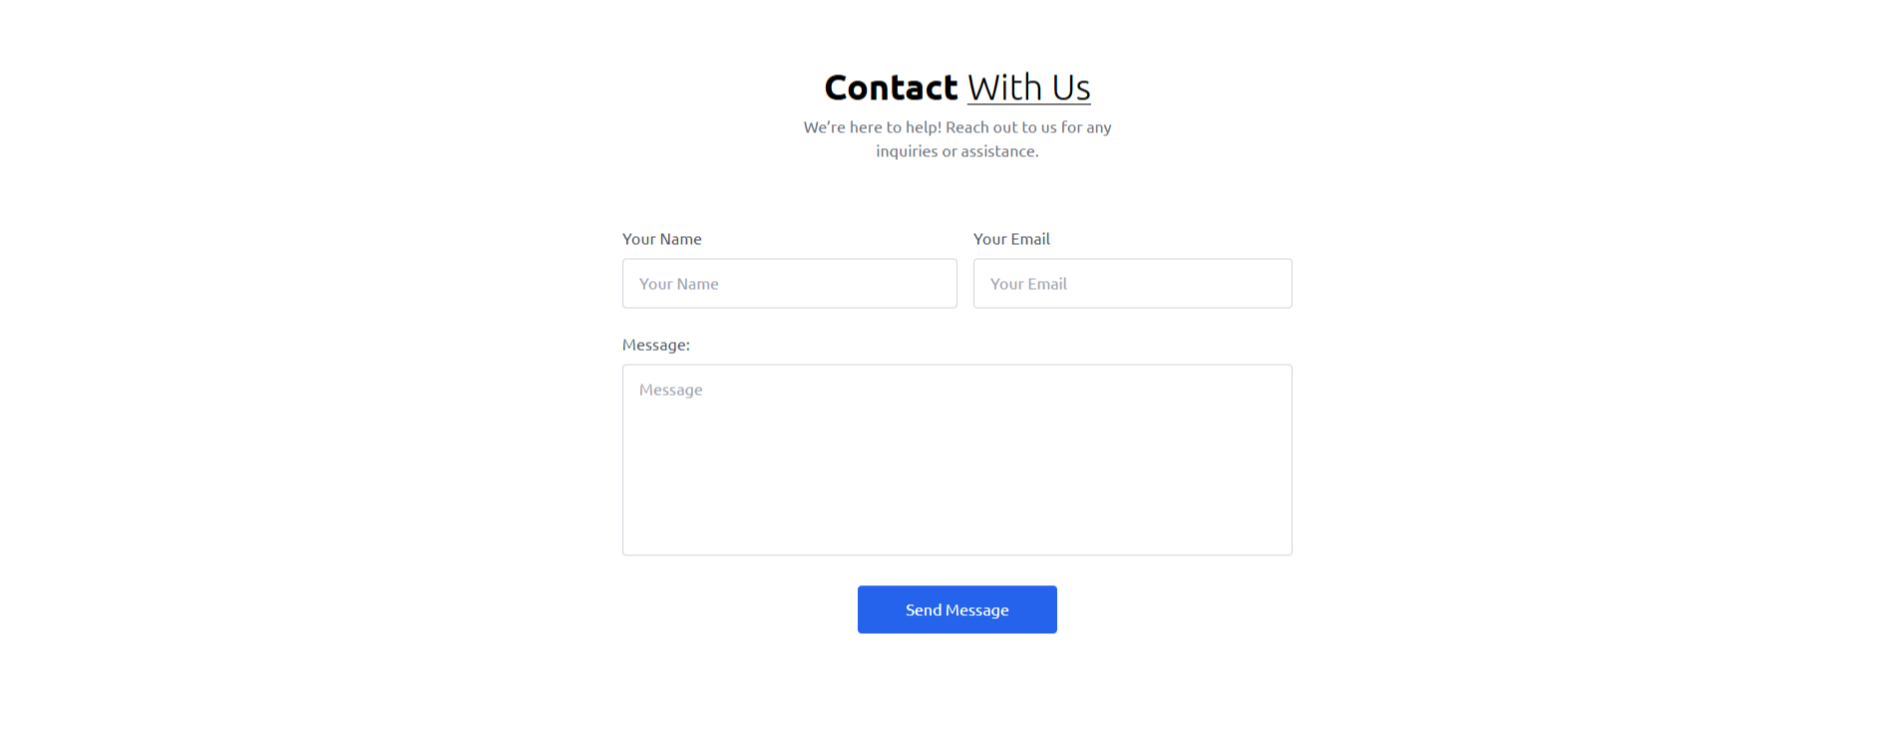 Contact With Us
We’re here to help! Reach out to us for any
inquiries or assistance.
Your Name
Your Email
Your Name
Your Email
Message:
Message
Send Message